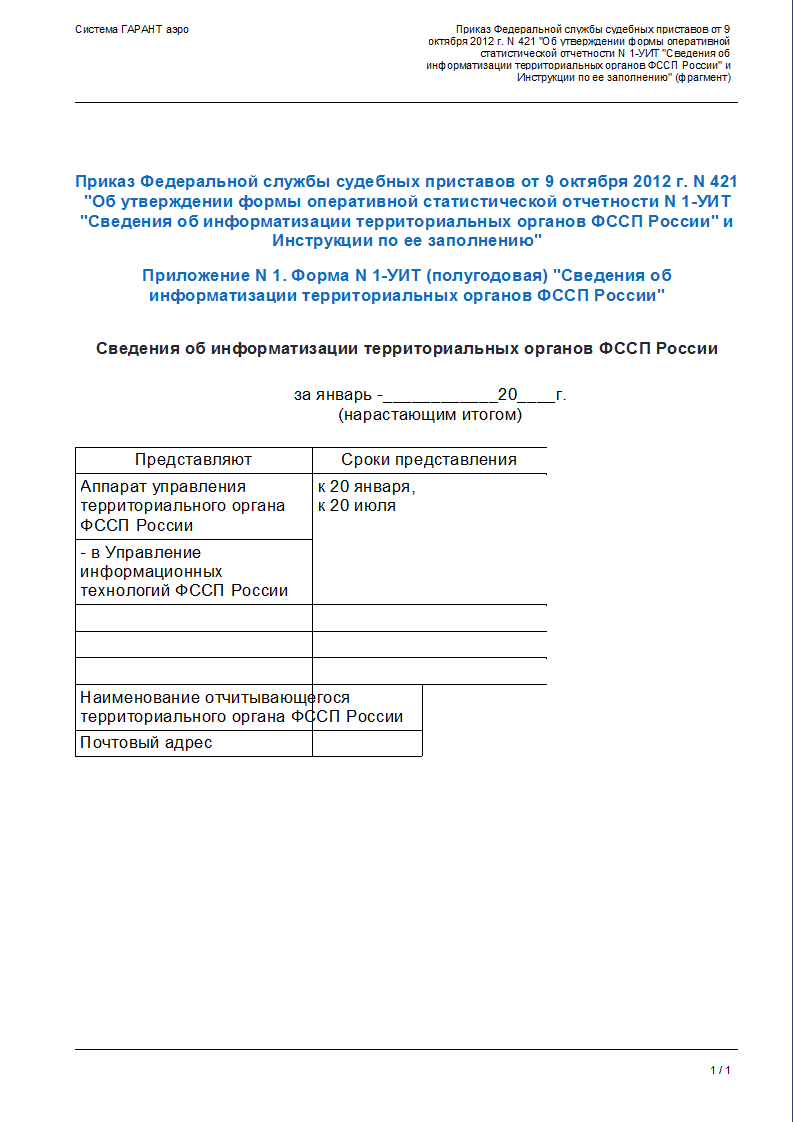 Система ГАРАНТ аэро
Приказ Федеральной службы судебных приставов от 9
октября 2012 г. N 421 "Об утверждении формы оперативной
статистической отчетности N 1-УИТ "Сведения об
информатизации территориальных органов ФССП России" и
Инструкции по ее заполнению" (фрагмент)
Приказ Федеральной службы судебных приставов от 9 октября 2012 г. N 421
"Об утверждении формы оперативной статистической отчетности N 1-УИТ
"Сведения об информатизации территориальных органов ФССП России" и
Инструкции по ее заполнению"
Приложение N 1. Форма N 1-УИТ (полугодовая) "Сведения об
информатизации территориальных органов ФССП России"
Сведения об информатизации территориальных органов ФССП России
за январь -____________20____г.
(нарастающим итогом)
Представляют
Сроки представления
Аппарат управления
территориального органа
ФССП России
к 20 января,
к 20 июля
- в Управление
информационных
технологий ФССП России
Наименование отчитывающегося
территориального органа ФССП России
Почтовый адрес
1 / 1